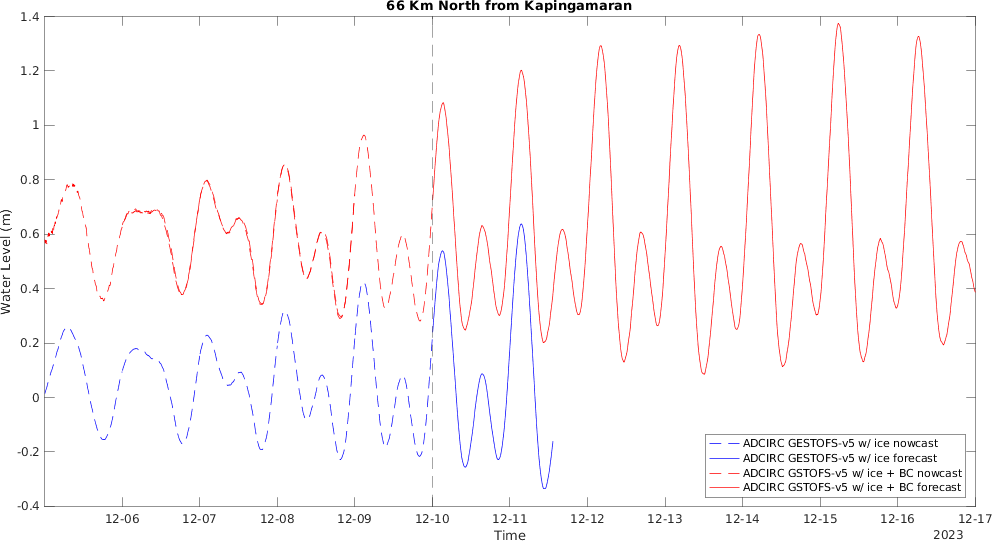 66 Km North from Kapingamaran
1.4
1.2
1
0.8
0.6
0.4
0.2
0
-0.2
-0.4
Water Level (m)
ADCIRC GESTOFS-v5 w/ ice nowcast
ADCIRC GESTOFS-v5 w/ ice forecast
ADCIRC GSTOFS-v5 w/ ice + BC nowcast
ADCIRC GSTOFS-v5 w/ ice + BC forecast
12-06 12-07 12-08 12-09 12-10 12-11 12-12 12-13 12-14 12-15 12-16 12-17
Time
2023